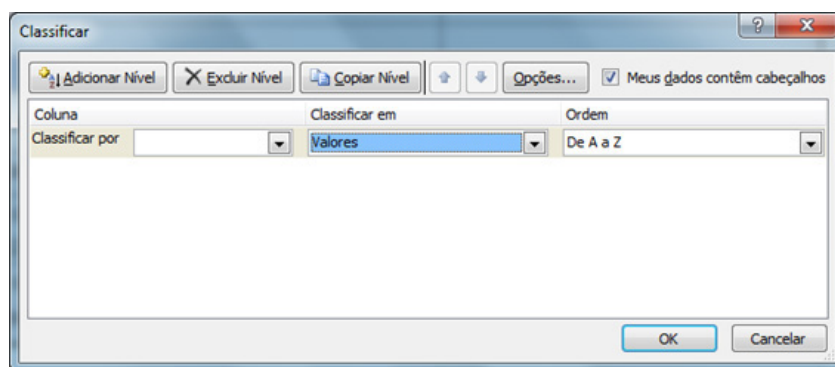 Classificar
Adicionar Nível Excluir Nível Copiar Nível Opções... Meus dados contêm cabeçalhos
Coluna Classificar em Ordem
Classificar por Valores De A a Z
OK Cancelar